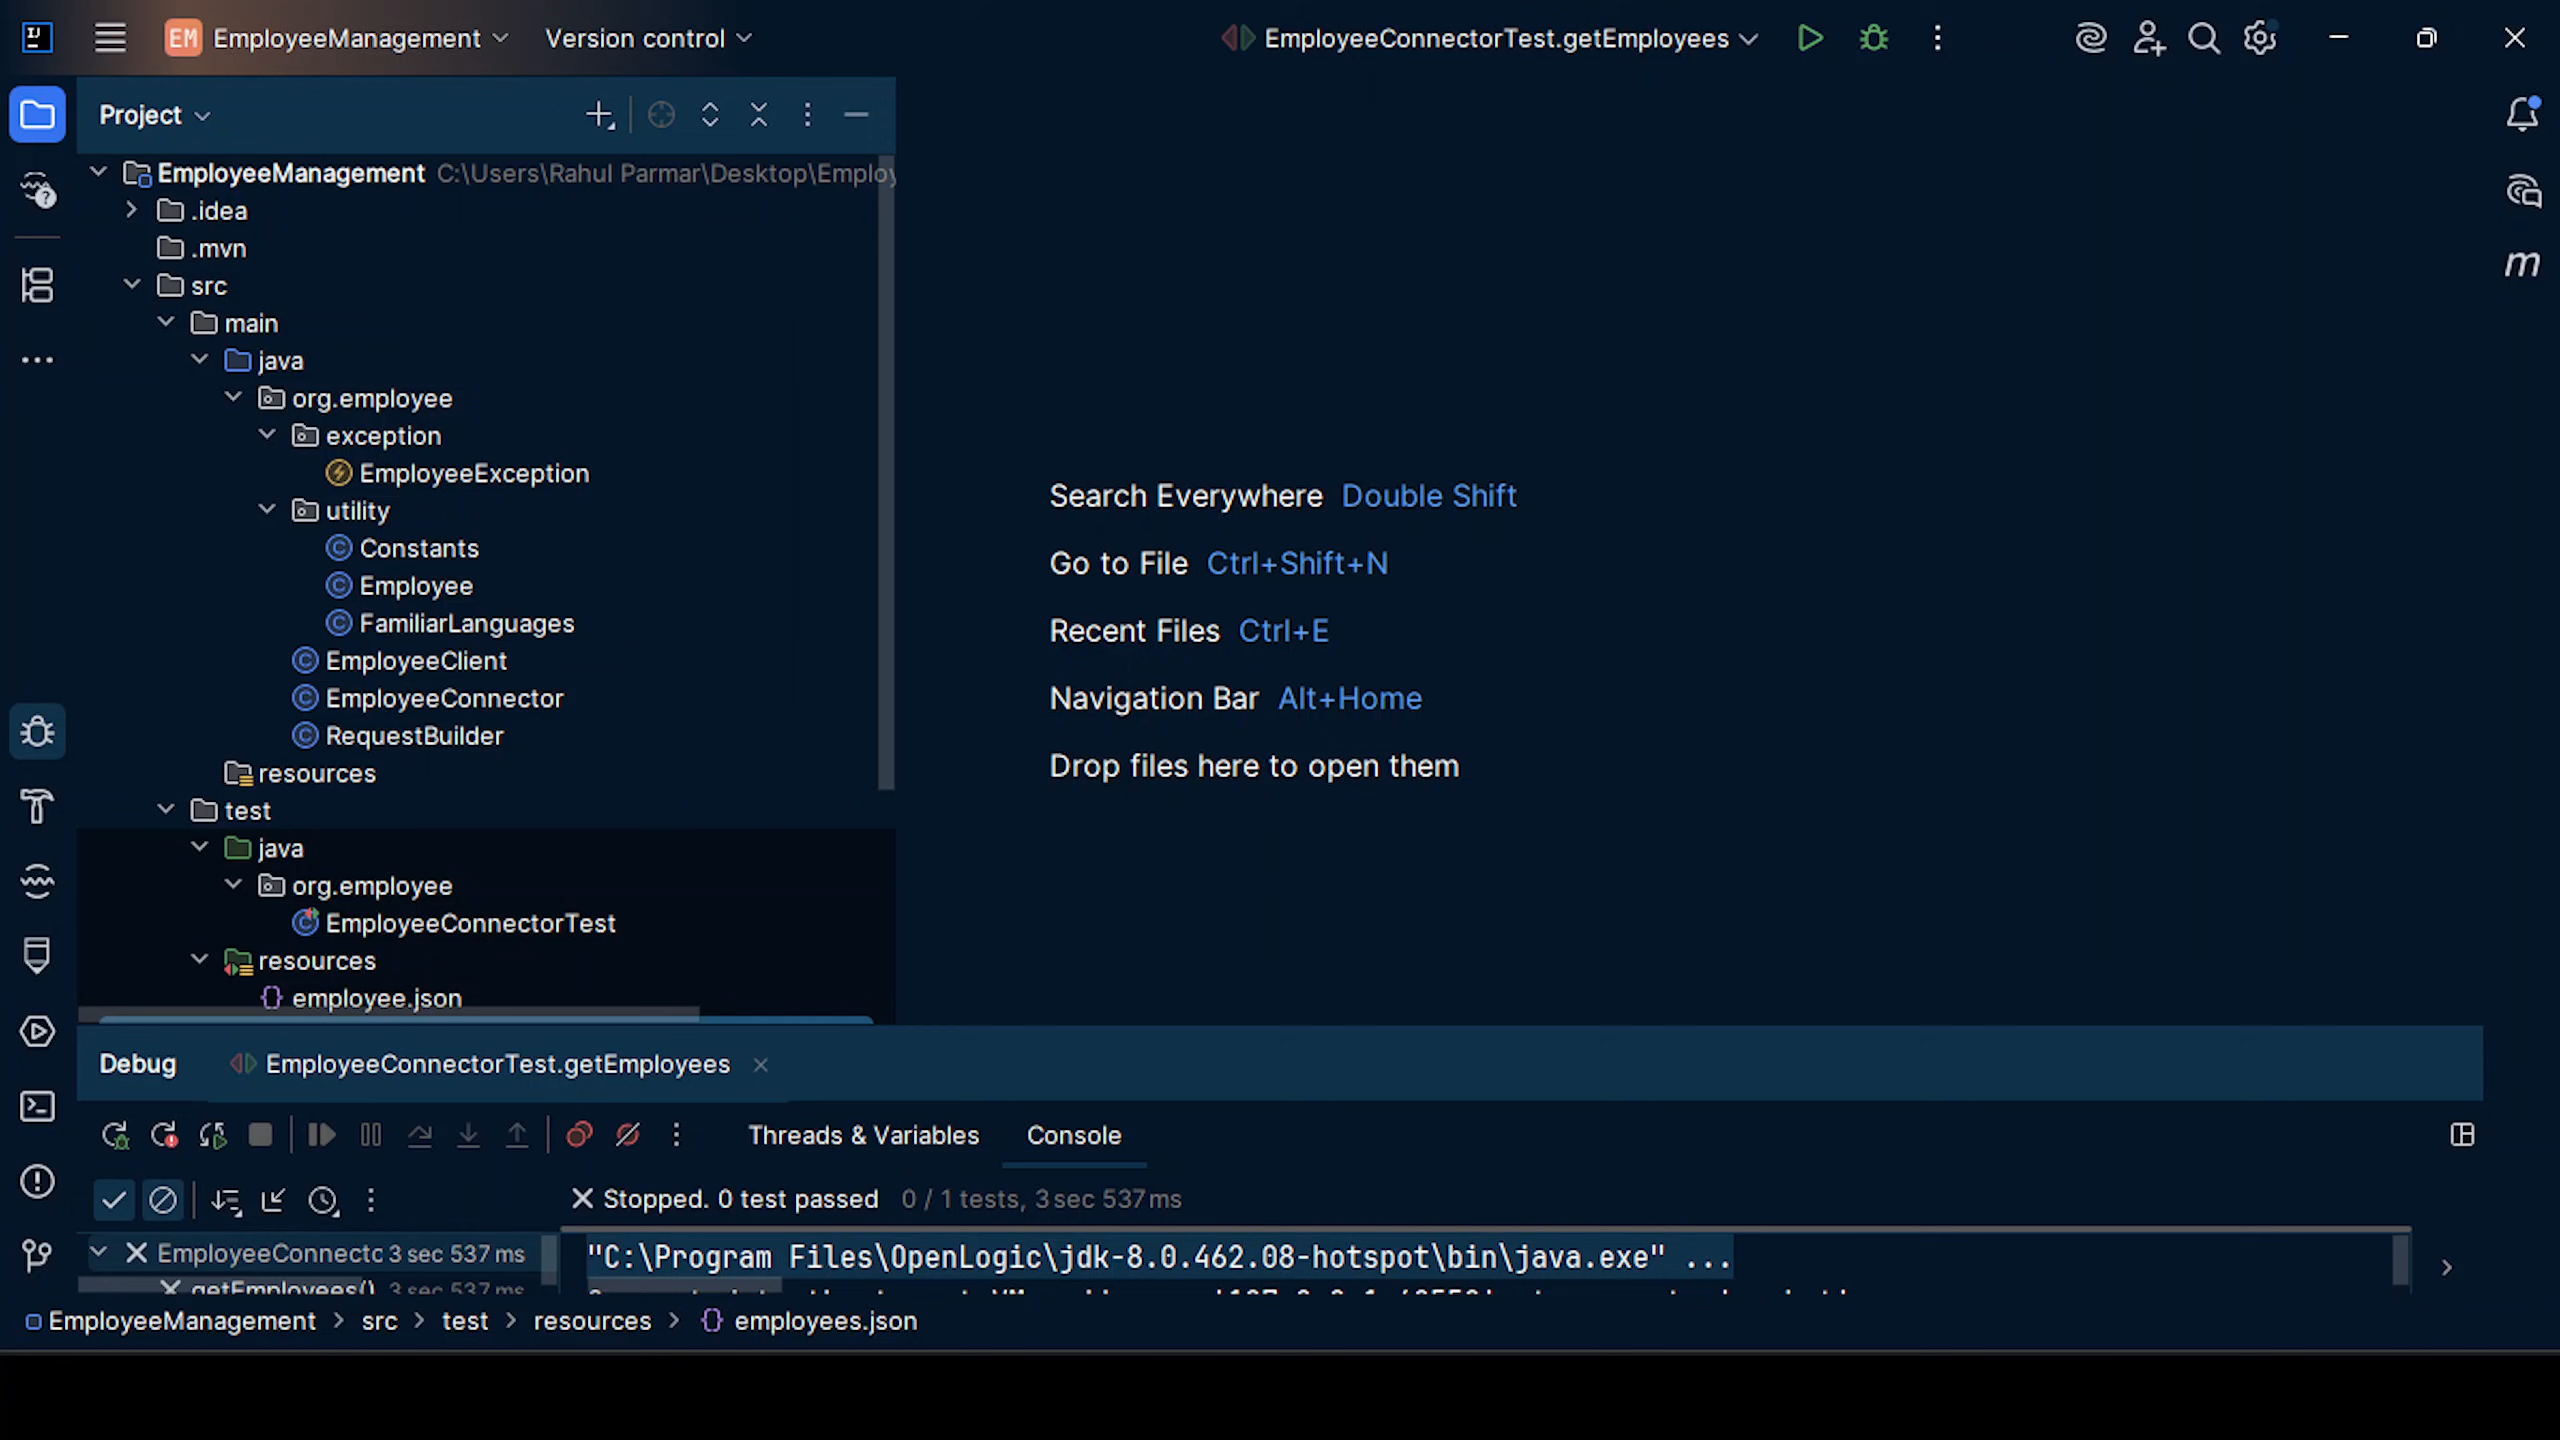 EM EmployeeManagement Version control EmployeeConnectorTest.getEmployees
Project
EmployeeManagement C:\Users\Rahul Parmar\Desktop\Employ
.idea
.mvn
src
main
java
org.employee
exception
EmployeeException
utility
Constants
Employee
FamiliarLanguages
EmployeeClient
EmployeeConnector
RequestBuilder
resources
test
java
org.employee
EmployeeConnectorTest
resources
employee.json
Search Everywhere Double Shift
Go to File Ctrl+Shift+N
Recent Files Ctrl+E
Navigation Bar Alt+Home
Drop files here to open them
m
Debug EmployeeConnectorTest.getEmployees
Threads & Variables Console
Stopped. 0 test passed 0 / 1 tests, 3 sec 537 ms
EmployeeConnectc 3 sec 537 ms
getEmployees() 3 sec 537 ms
"C:\Program Files\OpenLogic\jdk-8.0.462.08-hotspot\bin\java.exe" ...
EmployeeManagement > src > test > resources > employees.json